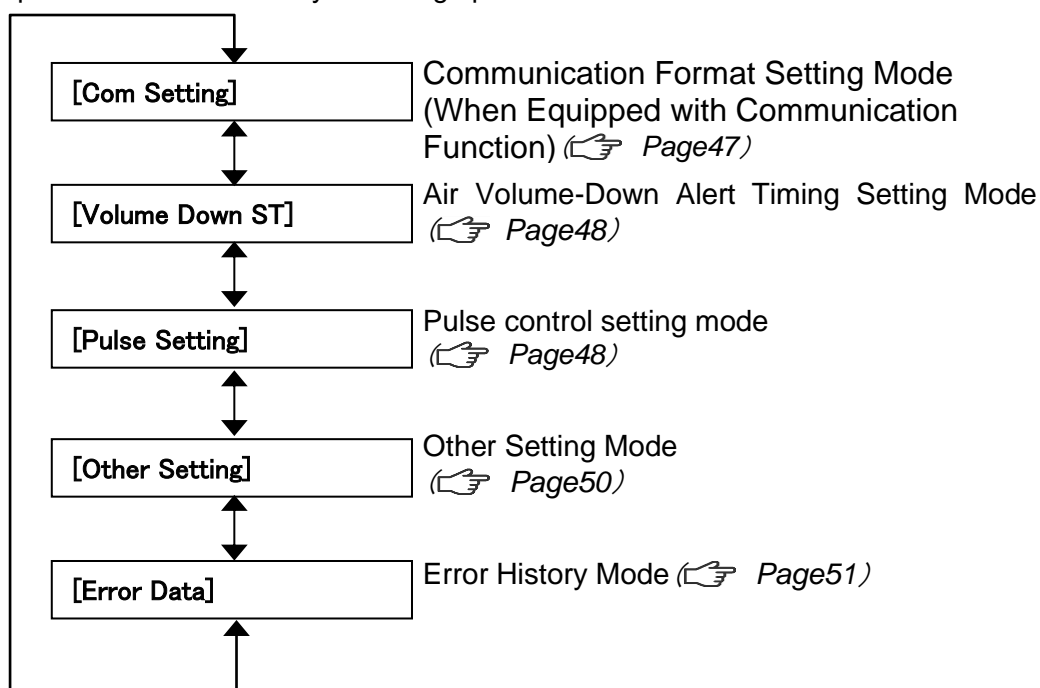 [Com Setting]
Communication Format Setting Mode
(When Equipped with Communication
Function) (☞ Page47)
[Volume Down ST]
Air Volume-Down Alert Timing Setting Mode
(☞ Page48)
[Pulse Setting]
Pulse control setting mode
(☞ Page48)
[Other Setting]
Other Setting Mode
(☞ Page50)
[Error Data]
Error History Mode (☞ Page51)